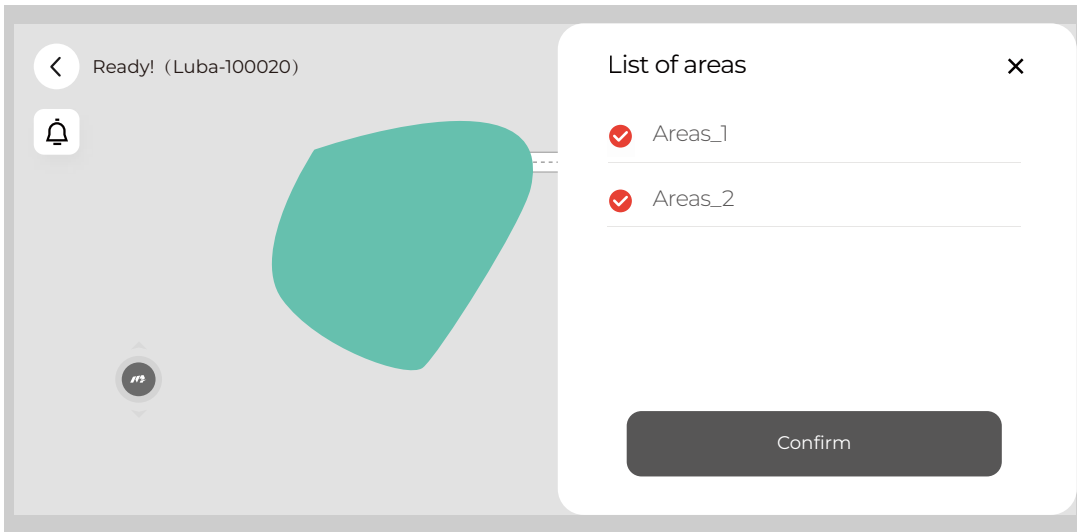 Ready!（Luba-100020）
List of areas
Areas_1
Areas_2
Confirm